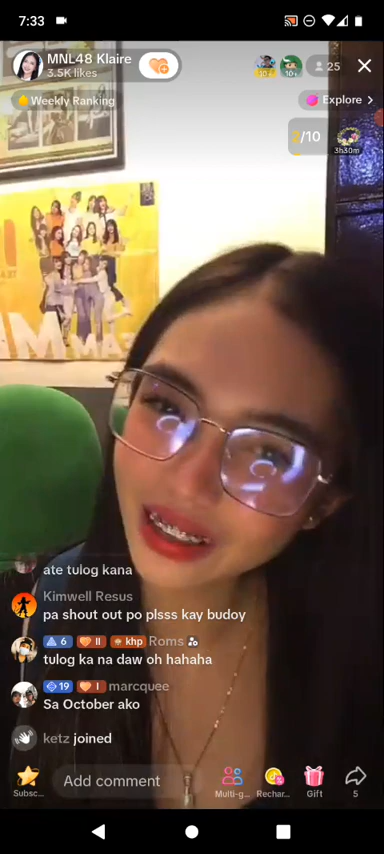 7:33
MNL48 Klaire
3.5K likes
25
Weekly Ranking
Explore
2/10
3h30m
ate tulog kana
Kimwell Resus
pa shout out po plsss kay budoy
6 II khp Roms
tulog ka na daw oh hahaha
19 I marcquee
Sa October ako
ketz joined
Subsc...
Add comment
Multi-g...
Rechar...
Gift
5